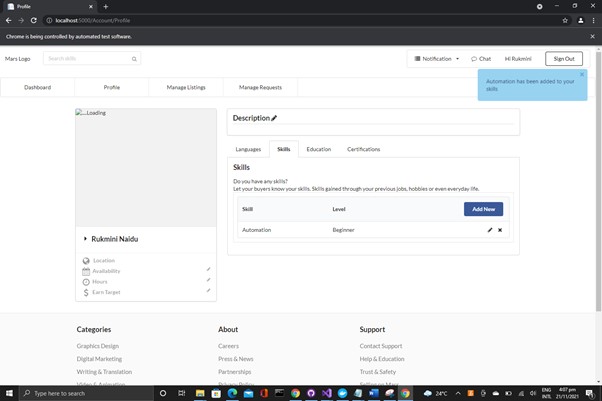 Profile
localhost:5000/Account/Profile
Chrome is being controlled by automated test software.
Mars Logo
Search skills
Notification
Chat
Hi Rukmini
Sign Out
Automation has been added to your
skills
Dashboard
Profile
Manage Listings
Manage Requests
...Loading
Description
Languages
Skills
Education
Certifications
Skills
Do you have any skills?
Let your buyers know your skills. Skills gained through your previous jobs, hobbies or even everyday life.
Skill
Level
Add New
Automation
Beginner
Rukmini Naidu
Location
Availability
Hours
Earn Target
Categories
About
Support
Graphics Design
Careers
Contact Support
Digital Marketing
Press & News
Help & Education
Writing & Translation
Partnerships
Trust & Safety
Video & Animation
Privacy Policy
Type here to search
24°C
ENG
INTL
4:07 pm
21/11/2021